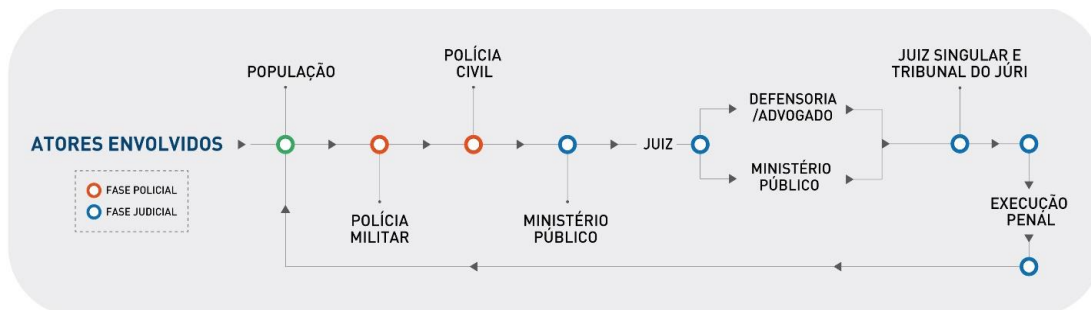 POPULAÇÃO
POLÍCIA
CIVIL
JUIZ SINGULAR E
TRIBUNAL DO JÚRI
ATORES ENVOLVIDOS
FASE POLICIAL
FASE JUDICIAL
POLÍCIA
MILITAR
MINISTÉRIO
PÚBLICO
JUIZ
DEFENSORIA
/ADVOGADO
MINISTÉRIO
PÚBLICO
EXECUÇÃO
PENAL